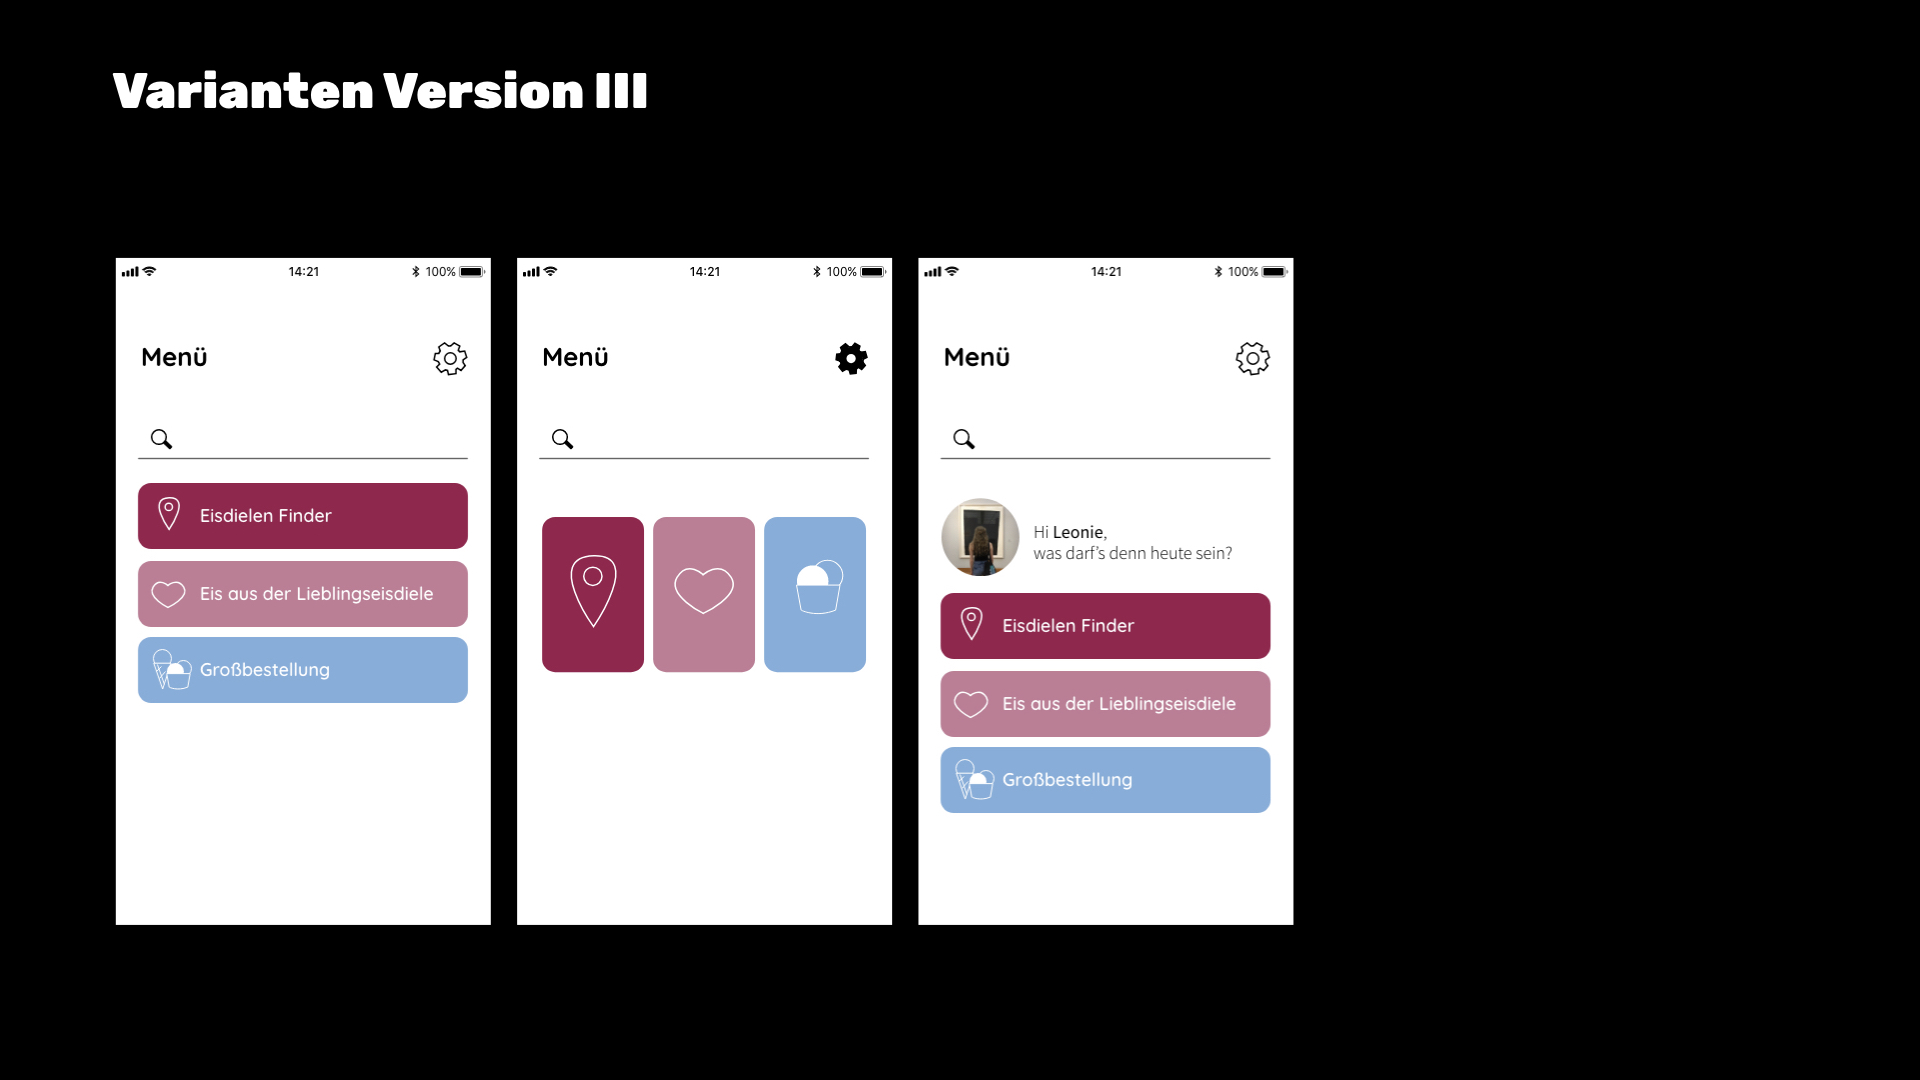 Varianten Version III
14:21
100%
Menü
Eisdielen Finder
Eis aus der Lieblingseisdiele
Großbestellung
14:21
100%
Menü
14:21
100%
Menü
Hi Leonie,
was darf's denn heute sein?
Eisdielen Finder
Eis aus der Lieblingseisdiele
Großbestellung